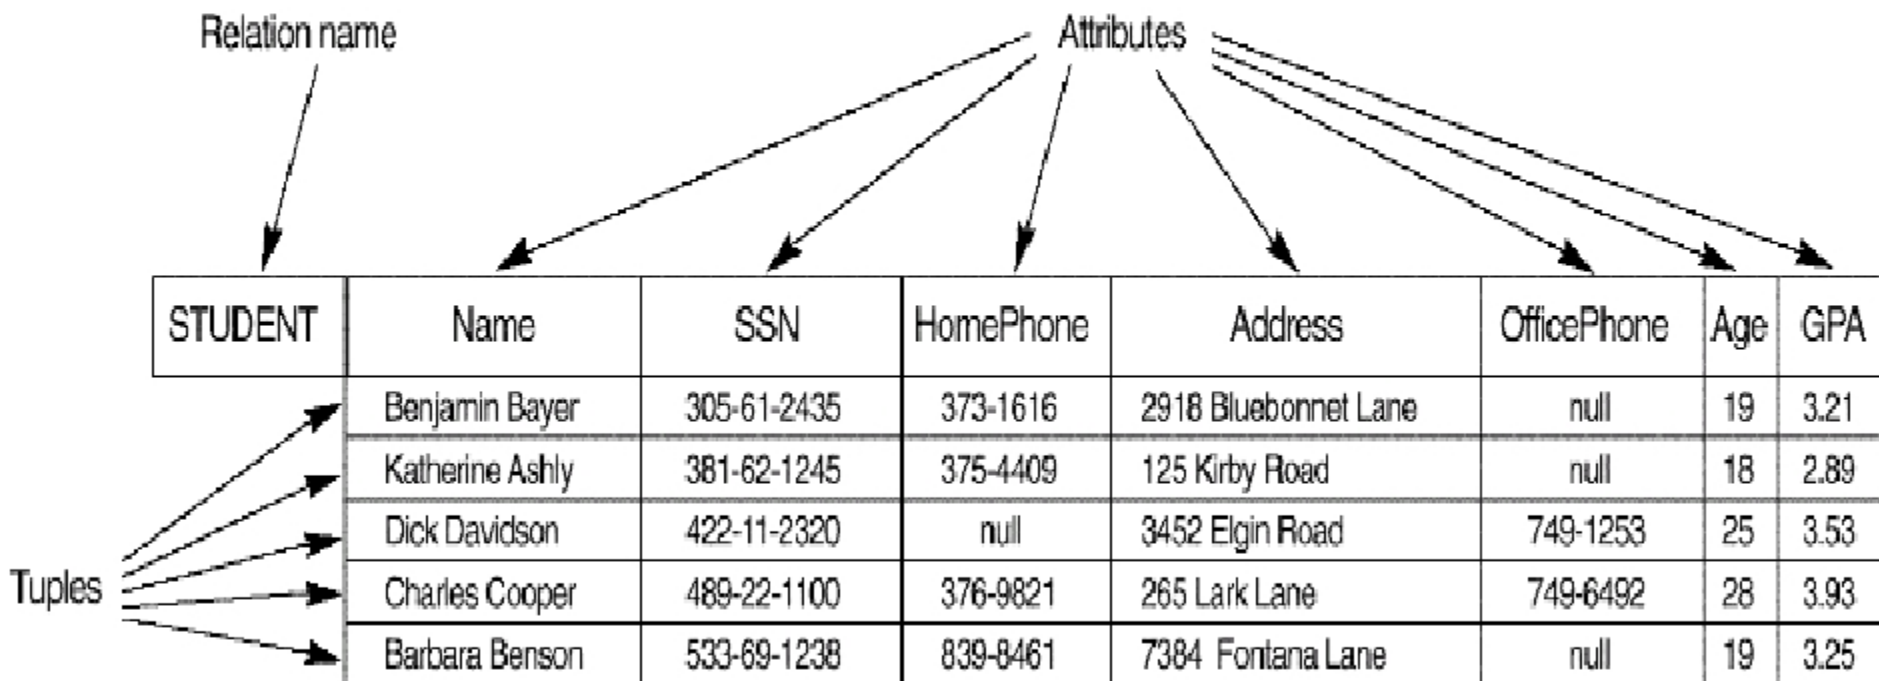 Relation name Attributes
STUDENT Name SSN HomePhone Address OfficePhone Age GPA
Benjamin Bayer 305-61-2435 373-1616 2918 Bluebonnet Lane null 19 3.21
Katherine Ashly 381-62-1245 375-4409 125 Kirby Road null 18 2.89
Dick Davidson 422-11-2320 null 3452 Elgin Road 749-1253 25 3.53
Tuples Charles Cooper 489-22-1100 376-9821 265 Lark Lane 749-6492 28 3.93
Barbara Benson 533-69-1238 839-8461 7384 Fontana Lane null 19 3.25